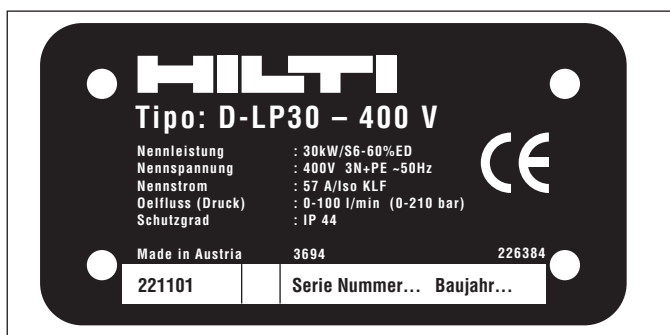 HILTI
Tipo: D-LP30 – 400 V
Nennleistung : 30kW/S6-60%ED
Nennspannung : 400V 3N+PE ~50Hz
Nennstrom : 57 A/Iso KLF
Oelfluss (Druck) : 0-100 l/min (0-210 bar)
Schutzgrad : IP 44
CE
Made in Austria 3694 226384
221101 Serie Nummer... Baujahr...